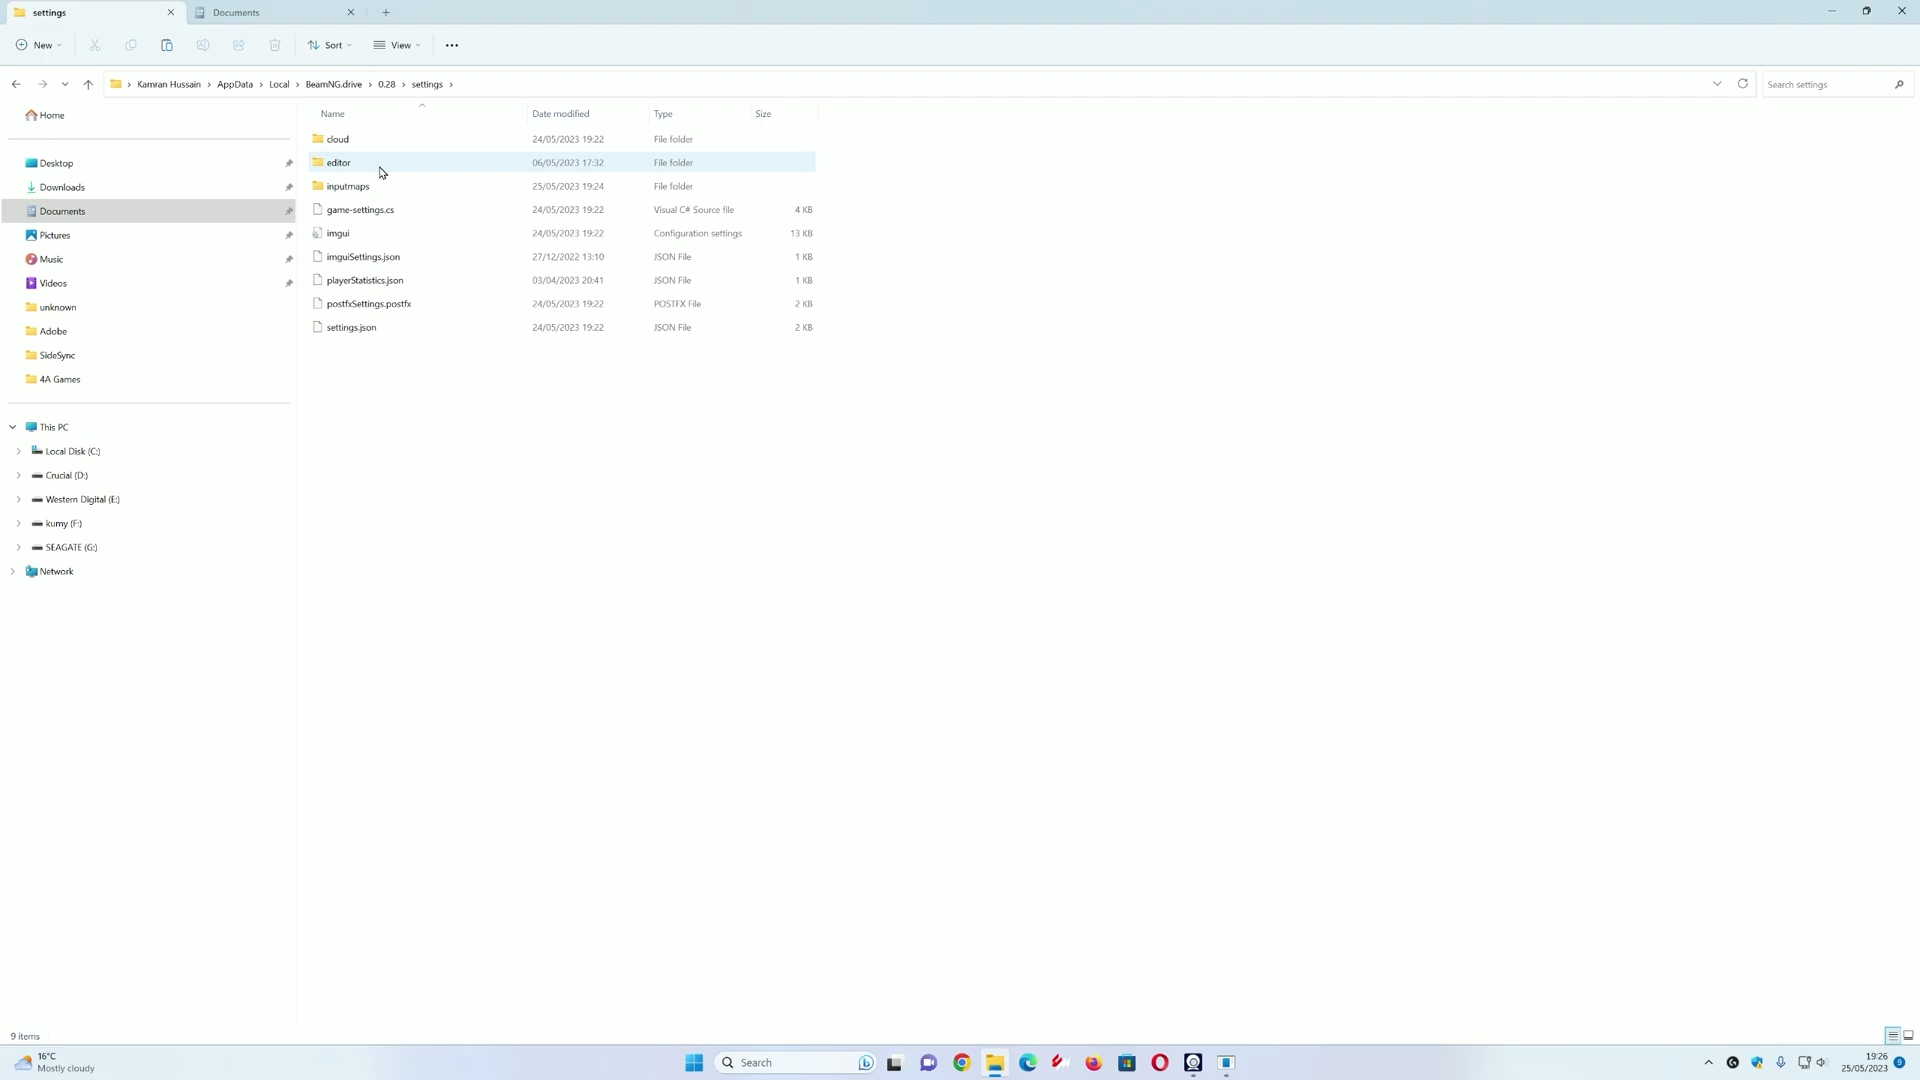 settings
Documents
New
Sort
View
Kamran Hussain > AppData > Local > BeamNG.drive > 0.28 > settings >
Search settings
Name Date modified Type Size
cloud 24/05/2023 19:22 File folder
editor 06/05/2023 17:32 File folder
inputmaps 25/05/2023 19:24 File folder
game-settings.cs 24/05/2023 19:22 Visual C# Source file 4 KB
imgui 24/05/2023 19:22 Configuration settings 13 KB
imguiSettings.json 27/12/2022 13:10 JSON File 1 KB
playerStatistics.json 03/04/2023 20:41 JSON File 1 KB
postfxSettings.postfx 24/05/2023 19:22 POSTFX File 2 KB
settings.json 24/05/2023 19:22 JSON File 2 KB
Home
Desktop
Downloads
Documents
Pictures
Music
Videos
unknown
Adobe
SideSync
4A Games
This PC
Local Disk (C:)
Crucial (D:)
Western Digital (E:)
kumy (F:)
SEAGATE (G:)
Network
9 items
16°C
Mostly cloudy
Search
19:26
25/05/2023
9